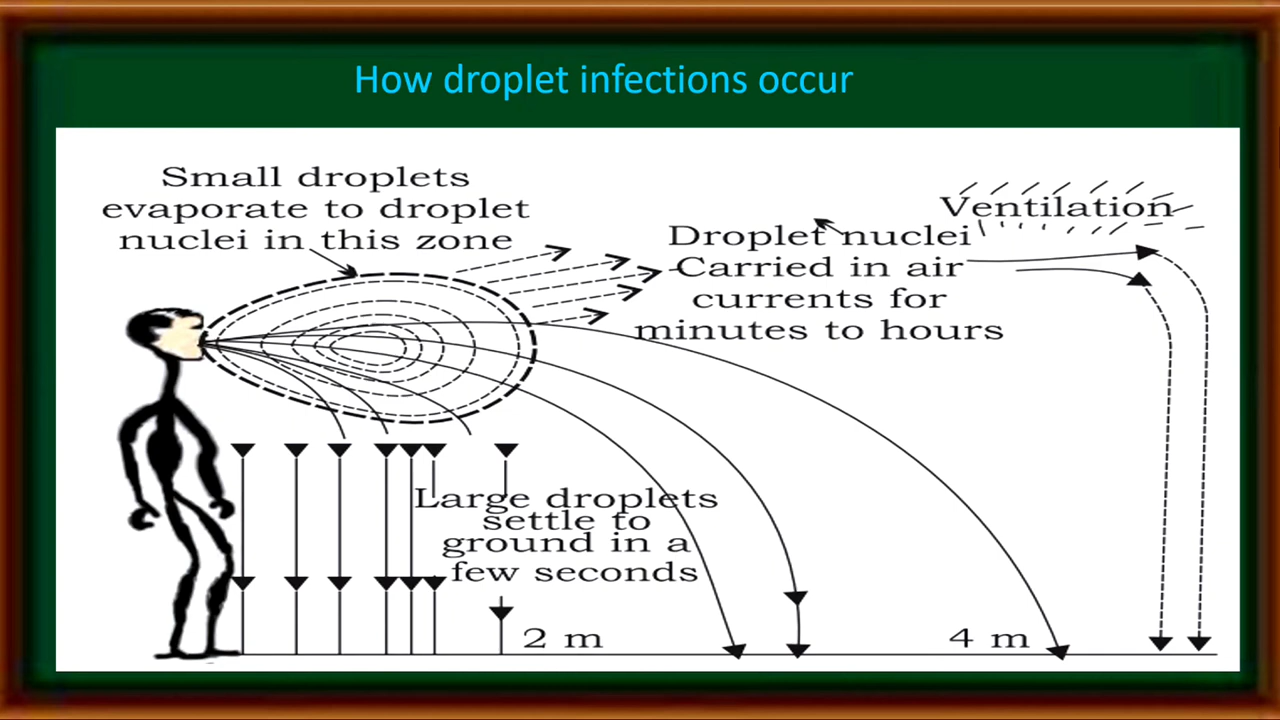 How droplet infections occur
Small droplets
evaporate to droplet
nuclei in this zone
Ventilation
Droplet nuclei
Carried in air
currents for
minutes to hours
Large droplets
settle to
ground in a
few seconds
2 m
4 m